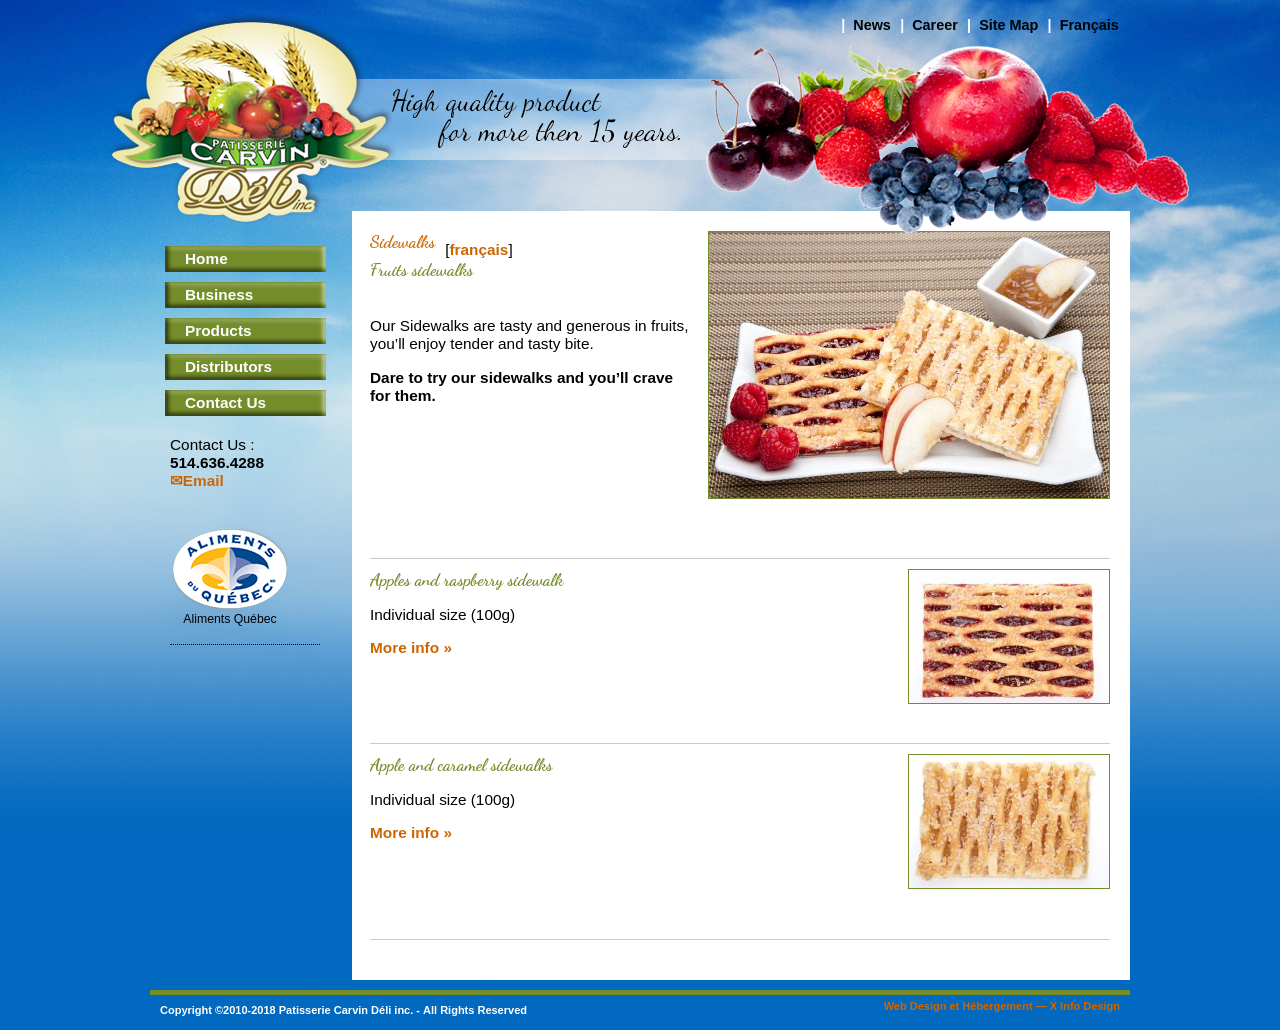 | News | Career | Site Map | Français
PATISSERIE
CARVIN
®
Déli inc.
High quality product
for more then 15 years.
Home
Business
Products
Distributors
Contact Us
Contact Us :
514.636.4288
✉Email
ALIMENTS
DU QUÉBEC
Aliments Québec
Sidewalks [français]
Fruits sidewalks
Our Sidewalks are tasty and generous in fruits,
you’ll enjoy tender and tasty bite.
Dare to try our sidewalks and you’ll crave
for them.
Apples and raspberry sidewalk
Individual size (100g)
More info »
Apple and caramel sidewalks
Individual size (100g)
More info »
Copyright ©2010-2018 Patisserie Carvin Déli inc. - All Rights Reserved
Web Design et Hébergement — X Info Design